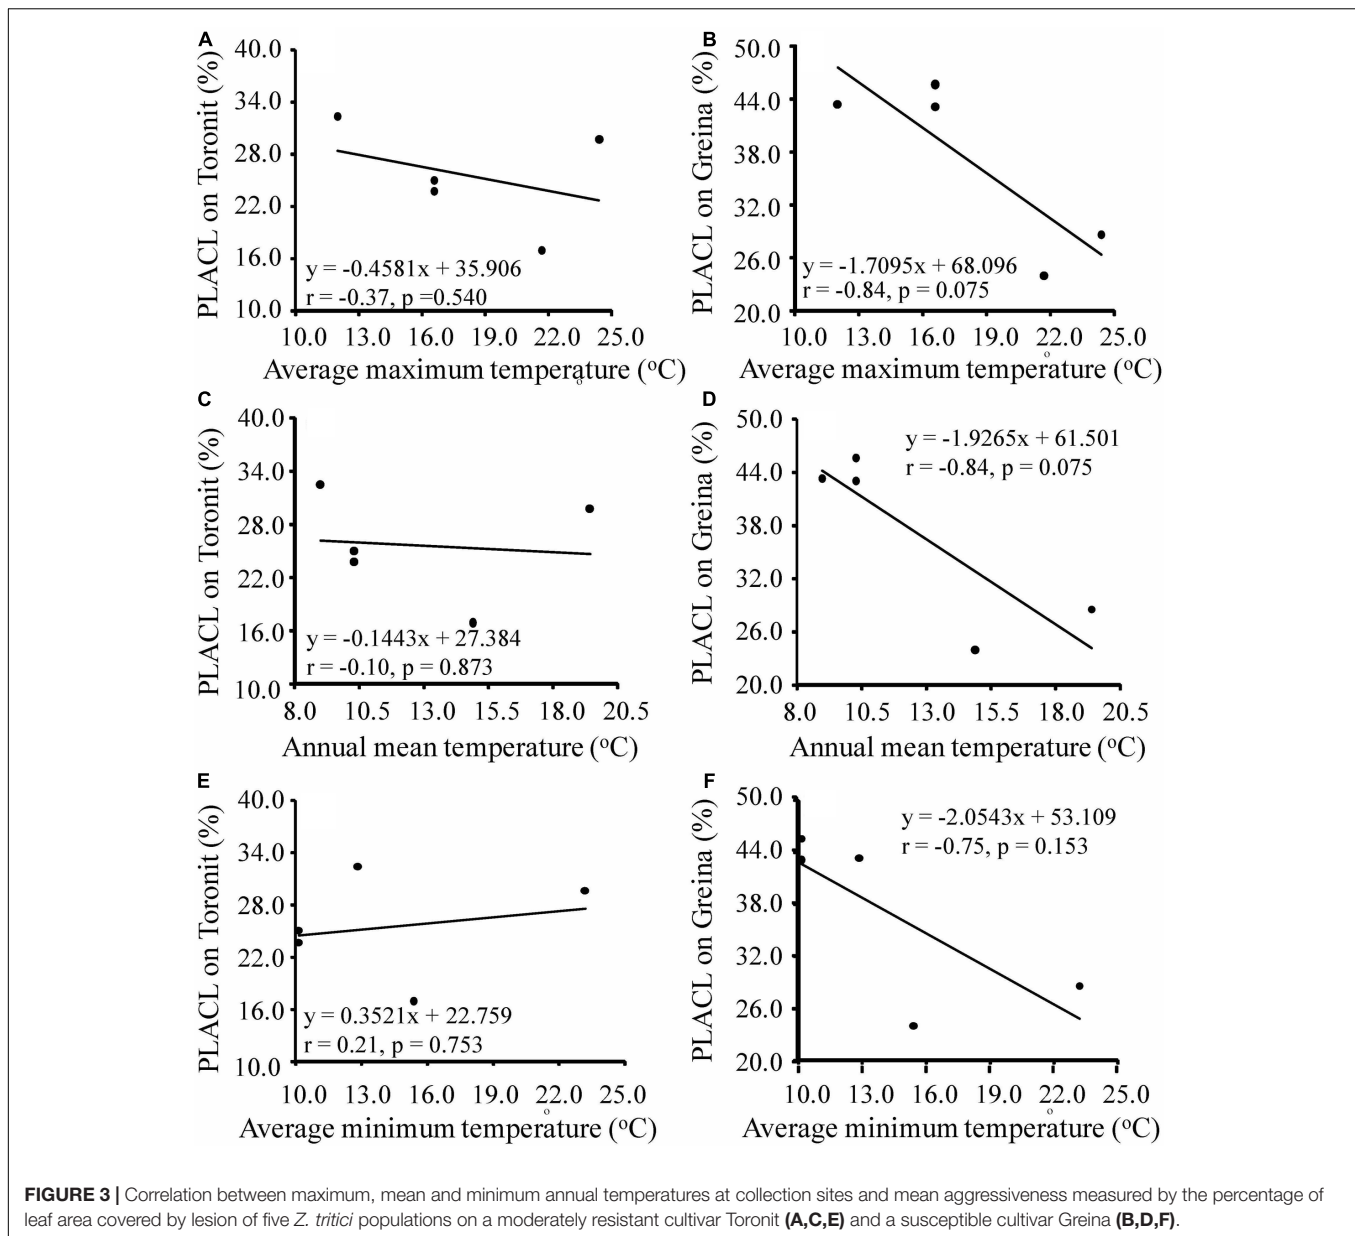 A
PLACL on Toronit (%)
40.0
34.0
28.0
22.0
16.0
10.0
y = -0.4581x + 35.906
r = -0.37, p =0.540
10.0 13.0 16.0 19.0 22.0 25.0
Average maximum temperature (°C)
B
PLACL on Greina (%)
50.0
44.0
38.0
32.0
26.0
20.0
y = -1.7095x + 68.096
r = -0.84, p = 0.075
10.0 13.0 16.0 19.0 22.0 25.0
Average maximum temperature (°C)
C
PLACL on Toronit (%)
40.0
34.0
28.0
22.0
16.0
10.0
y = -0.1443x + 27.384
r = -0.10, p = 0.873
8.0 10.5 13.0 15.5 18.0 20.5
Annual mean temperature (°C)
D
PLACL on Greina (%)
50.0
44.0
38.0
32.0
26.0
20.0
y = -1.9265x + 61.501
r = -0.84, p = 0.075
8.0 10.5 13.0 15.5 18.0 20.5
Annual mean temperature (°C)
E
PLACL on Toronit (%)
40.0
34.0
28.0
22.0
16.0
10.0
y = 0.3521x + 22.759
r = 0.21, p = 0.753
10.0 13.0 16.0 19.0 22.0 25.0
Average minimum temperature (°C)
F
PLACL on Greina (%)
50.0
44.0
38.0
32.0
26.0
20.0
y = -2.0543x + 53.109
r = -0.75, p = 0.153
10.0 13.0 16.0 19.0 22.0 25.0
Average minimum temperature (°C)
FIGURE 3 | Correlation between maximum, mean and minimum annual temperatures at collection sites and mean aggressiveness measured by the percentage of
leaf area covered by lesion of five Z. tritici populations on a moderately resistant cultivar Toronit (A,C,E) and a susceptible cultivar Greina (B,D,F).